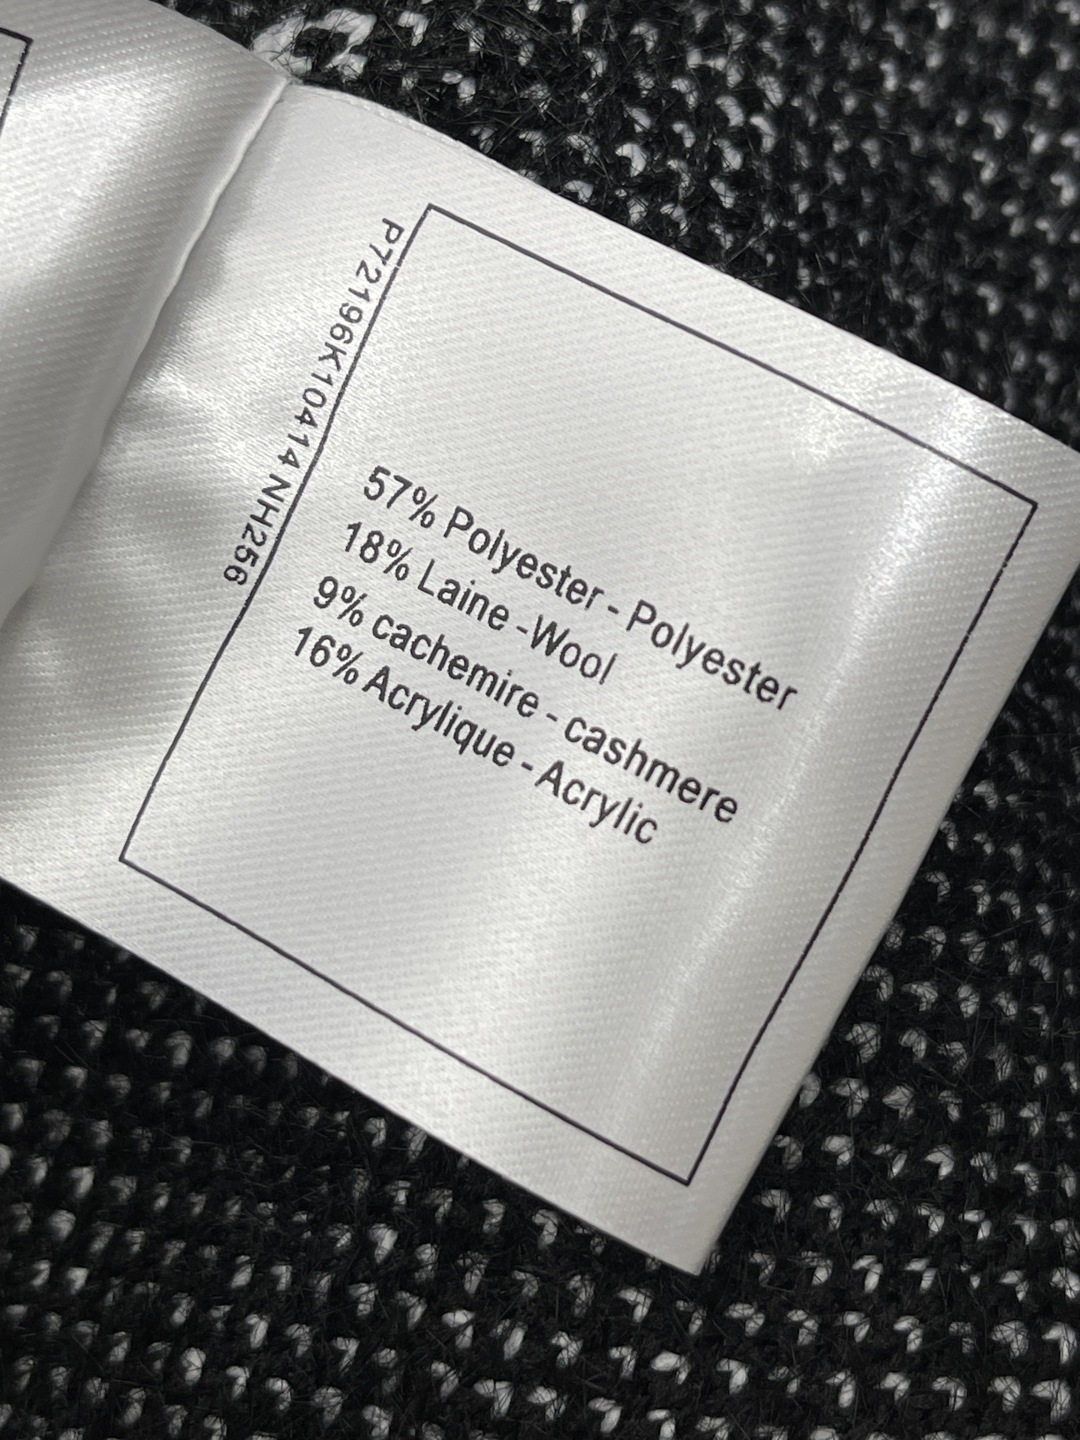 P72196K10414 NH256
57% Polyester - Polyester
18% Laine -Wool
9% cachemire - cashmere
16% Acrylique - Acrylic